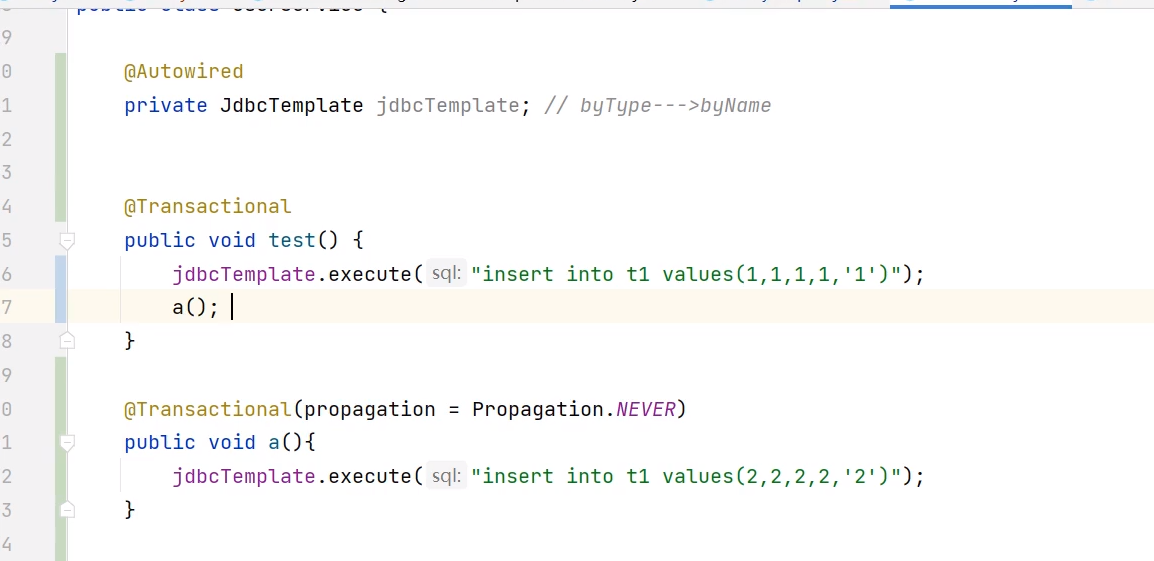 9
0 @Autowired
1 private JdbcTemplate jdbcTemplate; // byType--->byName
2
3
4 @Transactional
5 public void test() {
6 jdbcTemplate.execute( sql: "insert into t1 values(1,1,1,1,'1')");
7 a();
8 }
9
0 @Transactional(propagation = Propagation.NEVER)
1 public void a(){
2 jdbcTemplate.execute( sql: "insert into t1 values(2,2,2,2,'2')");
3 }
4